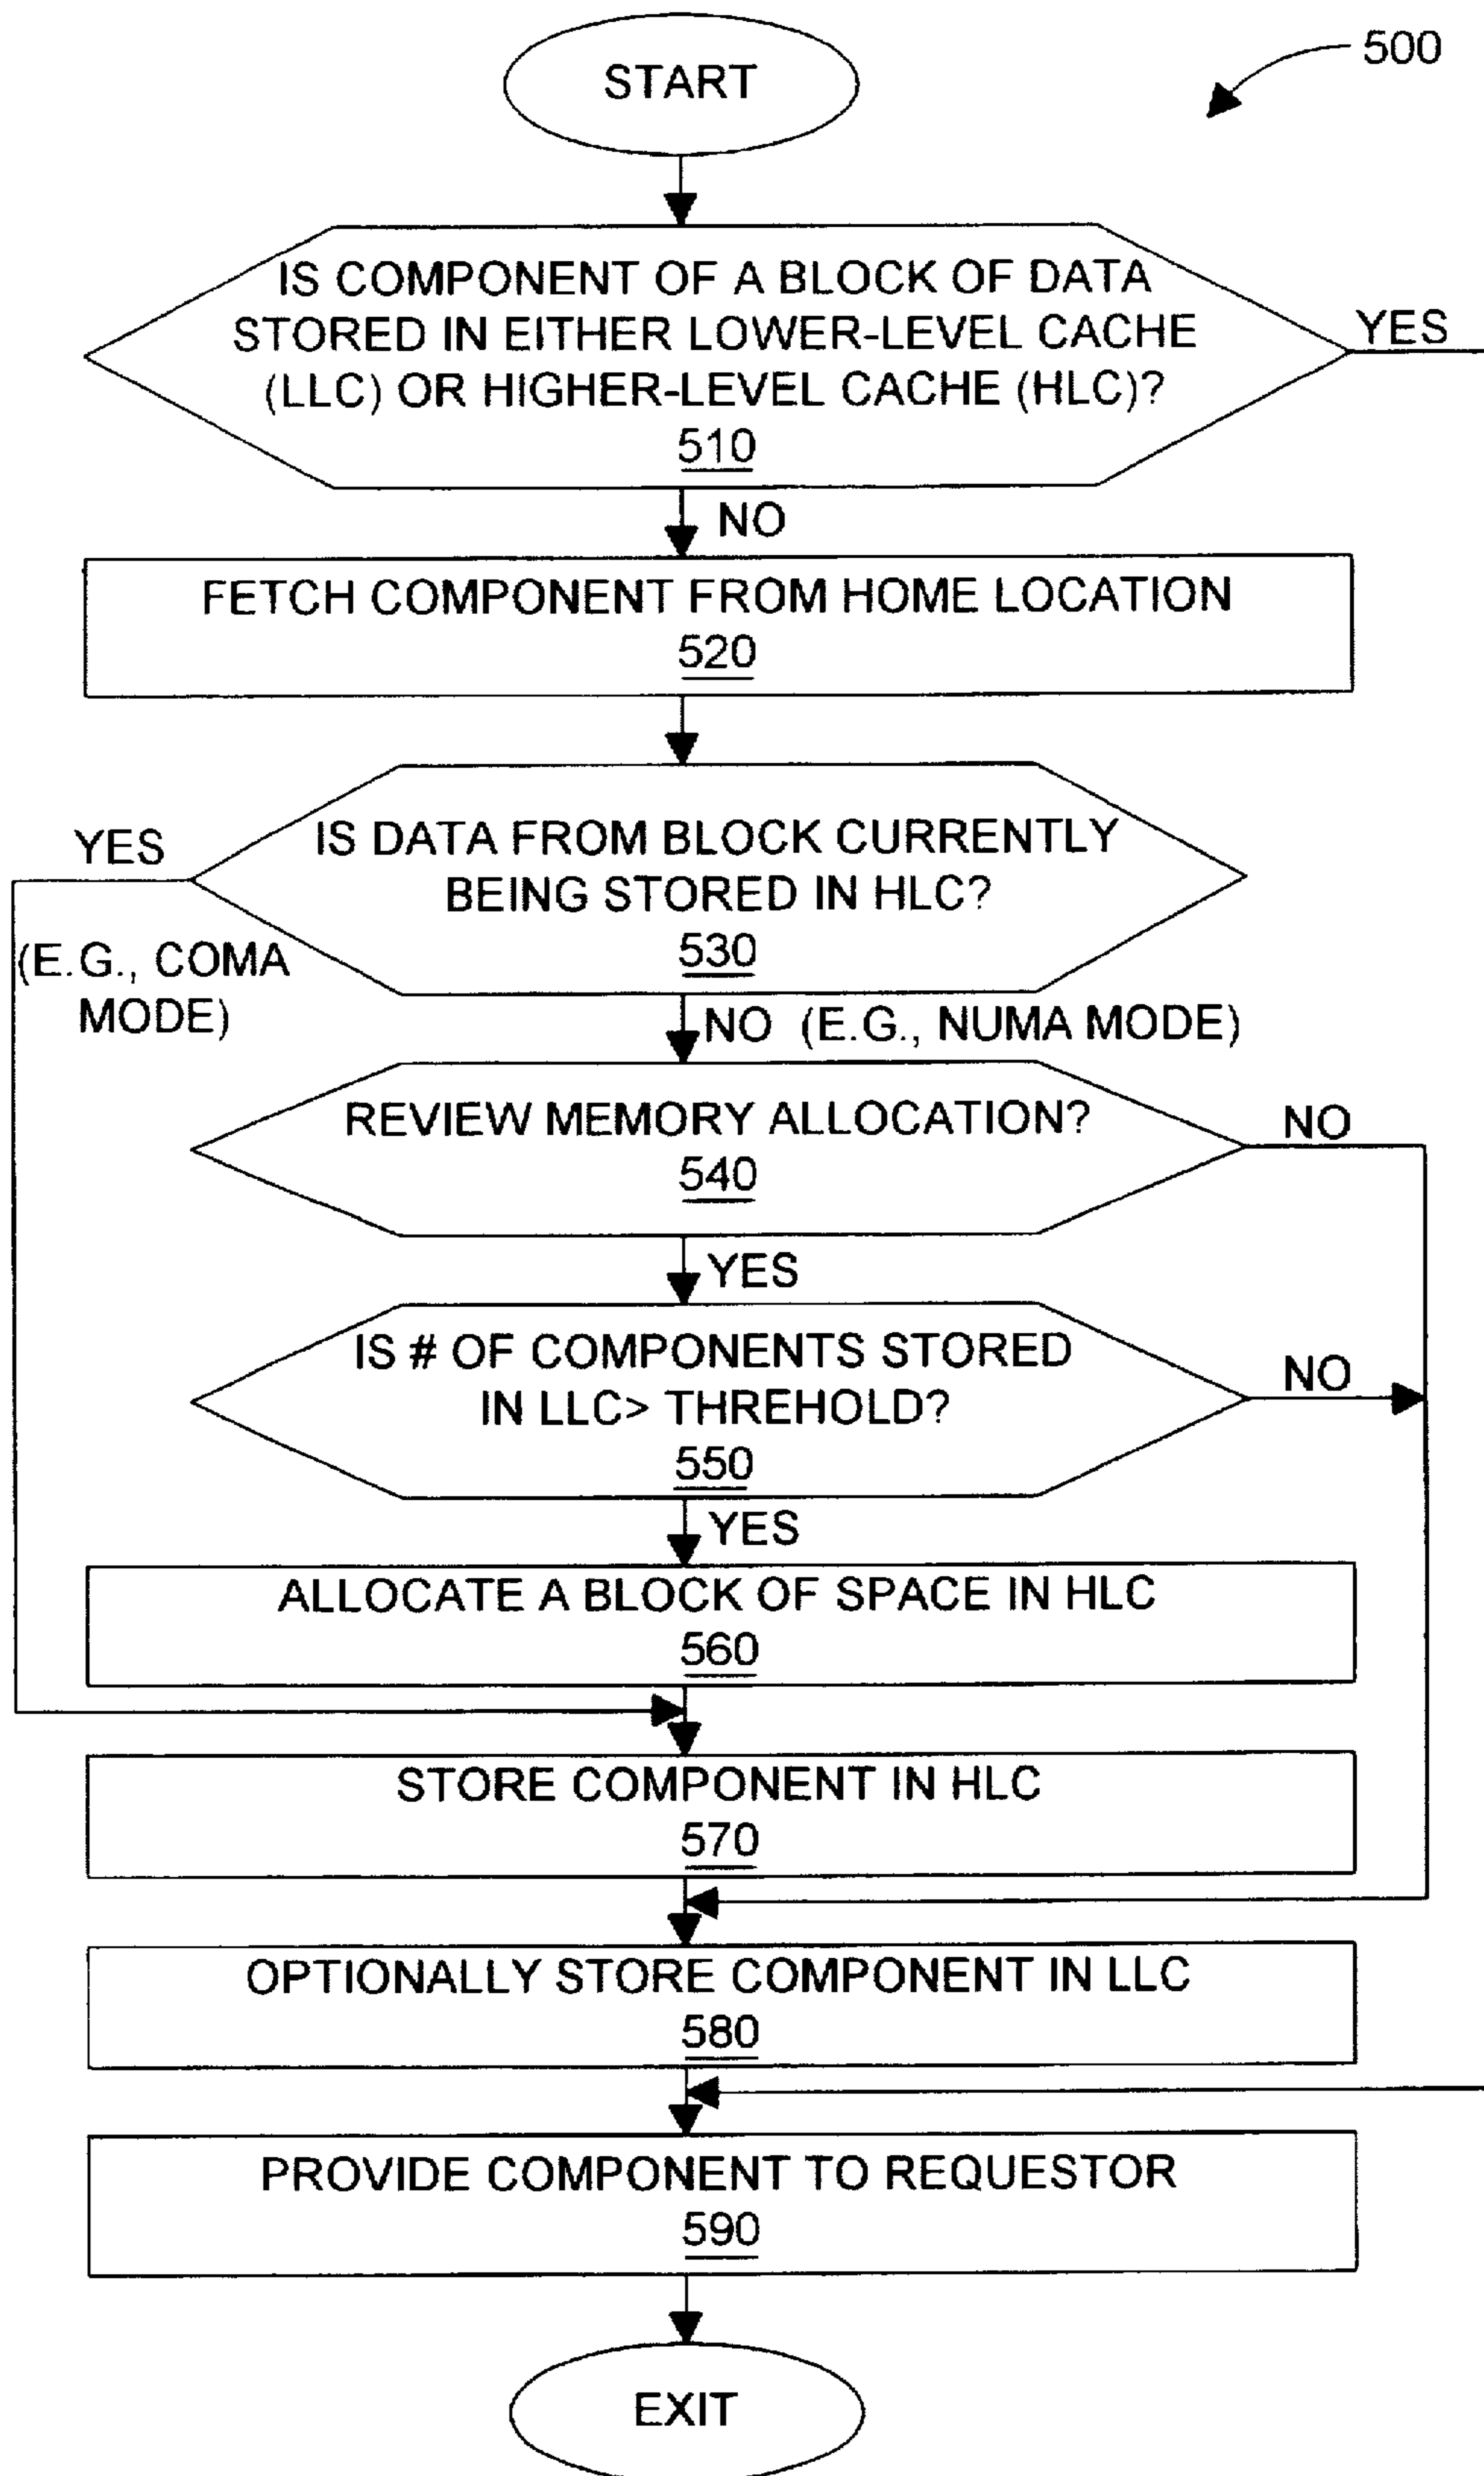 START
500
IS COMPONENT OF A BLOCK OF DATA
STORED IN EITHER LOWER-LEVEL CACHE
(LLC) OR HIGHER-LEVEL CACHE (HLC)?
510
YES
NO
FETCH COMPONENT FROM HOME LOCATION
520
IS DATA FROM BLOCK CURRENTLY
BEING STORED IN HLC?
530
YES
(E.G., COMA
MODE)
NO (E.G., NUMA MODE)
REVIEW MEMORY ALLOCATION?
540
NO
YES
IS # OF COMPONENTS STORED
IN LLC> THREHOLD?
550
NO
YES
ALLOCATE A BLOCK OF SPACE IN HLC
560
STORE COMPONENT IN HLC
570
OPTIONALLY STORE COMPONENT IN LLC
580
PROVIDE COMPONENT TO REQUESTOR
590
EXIT